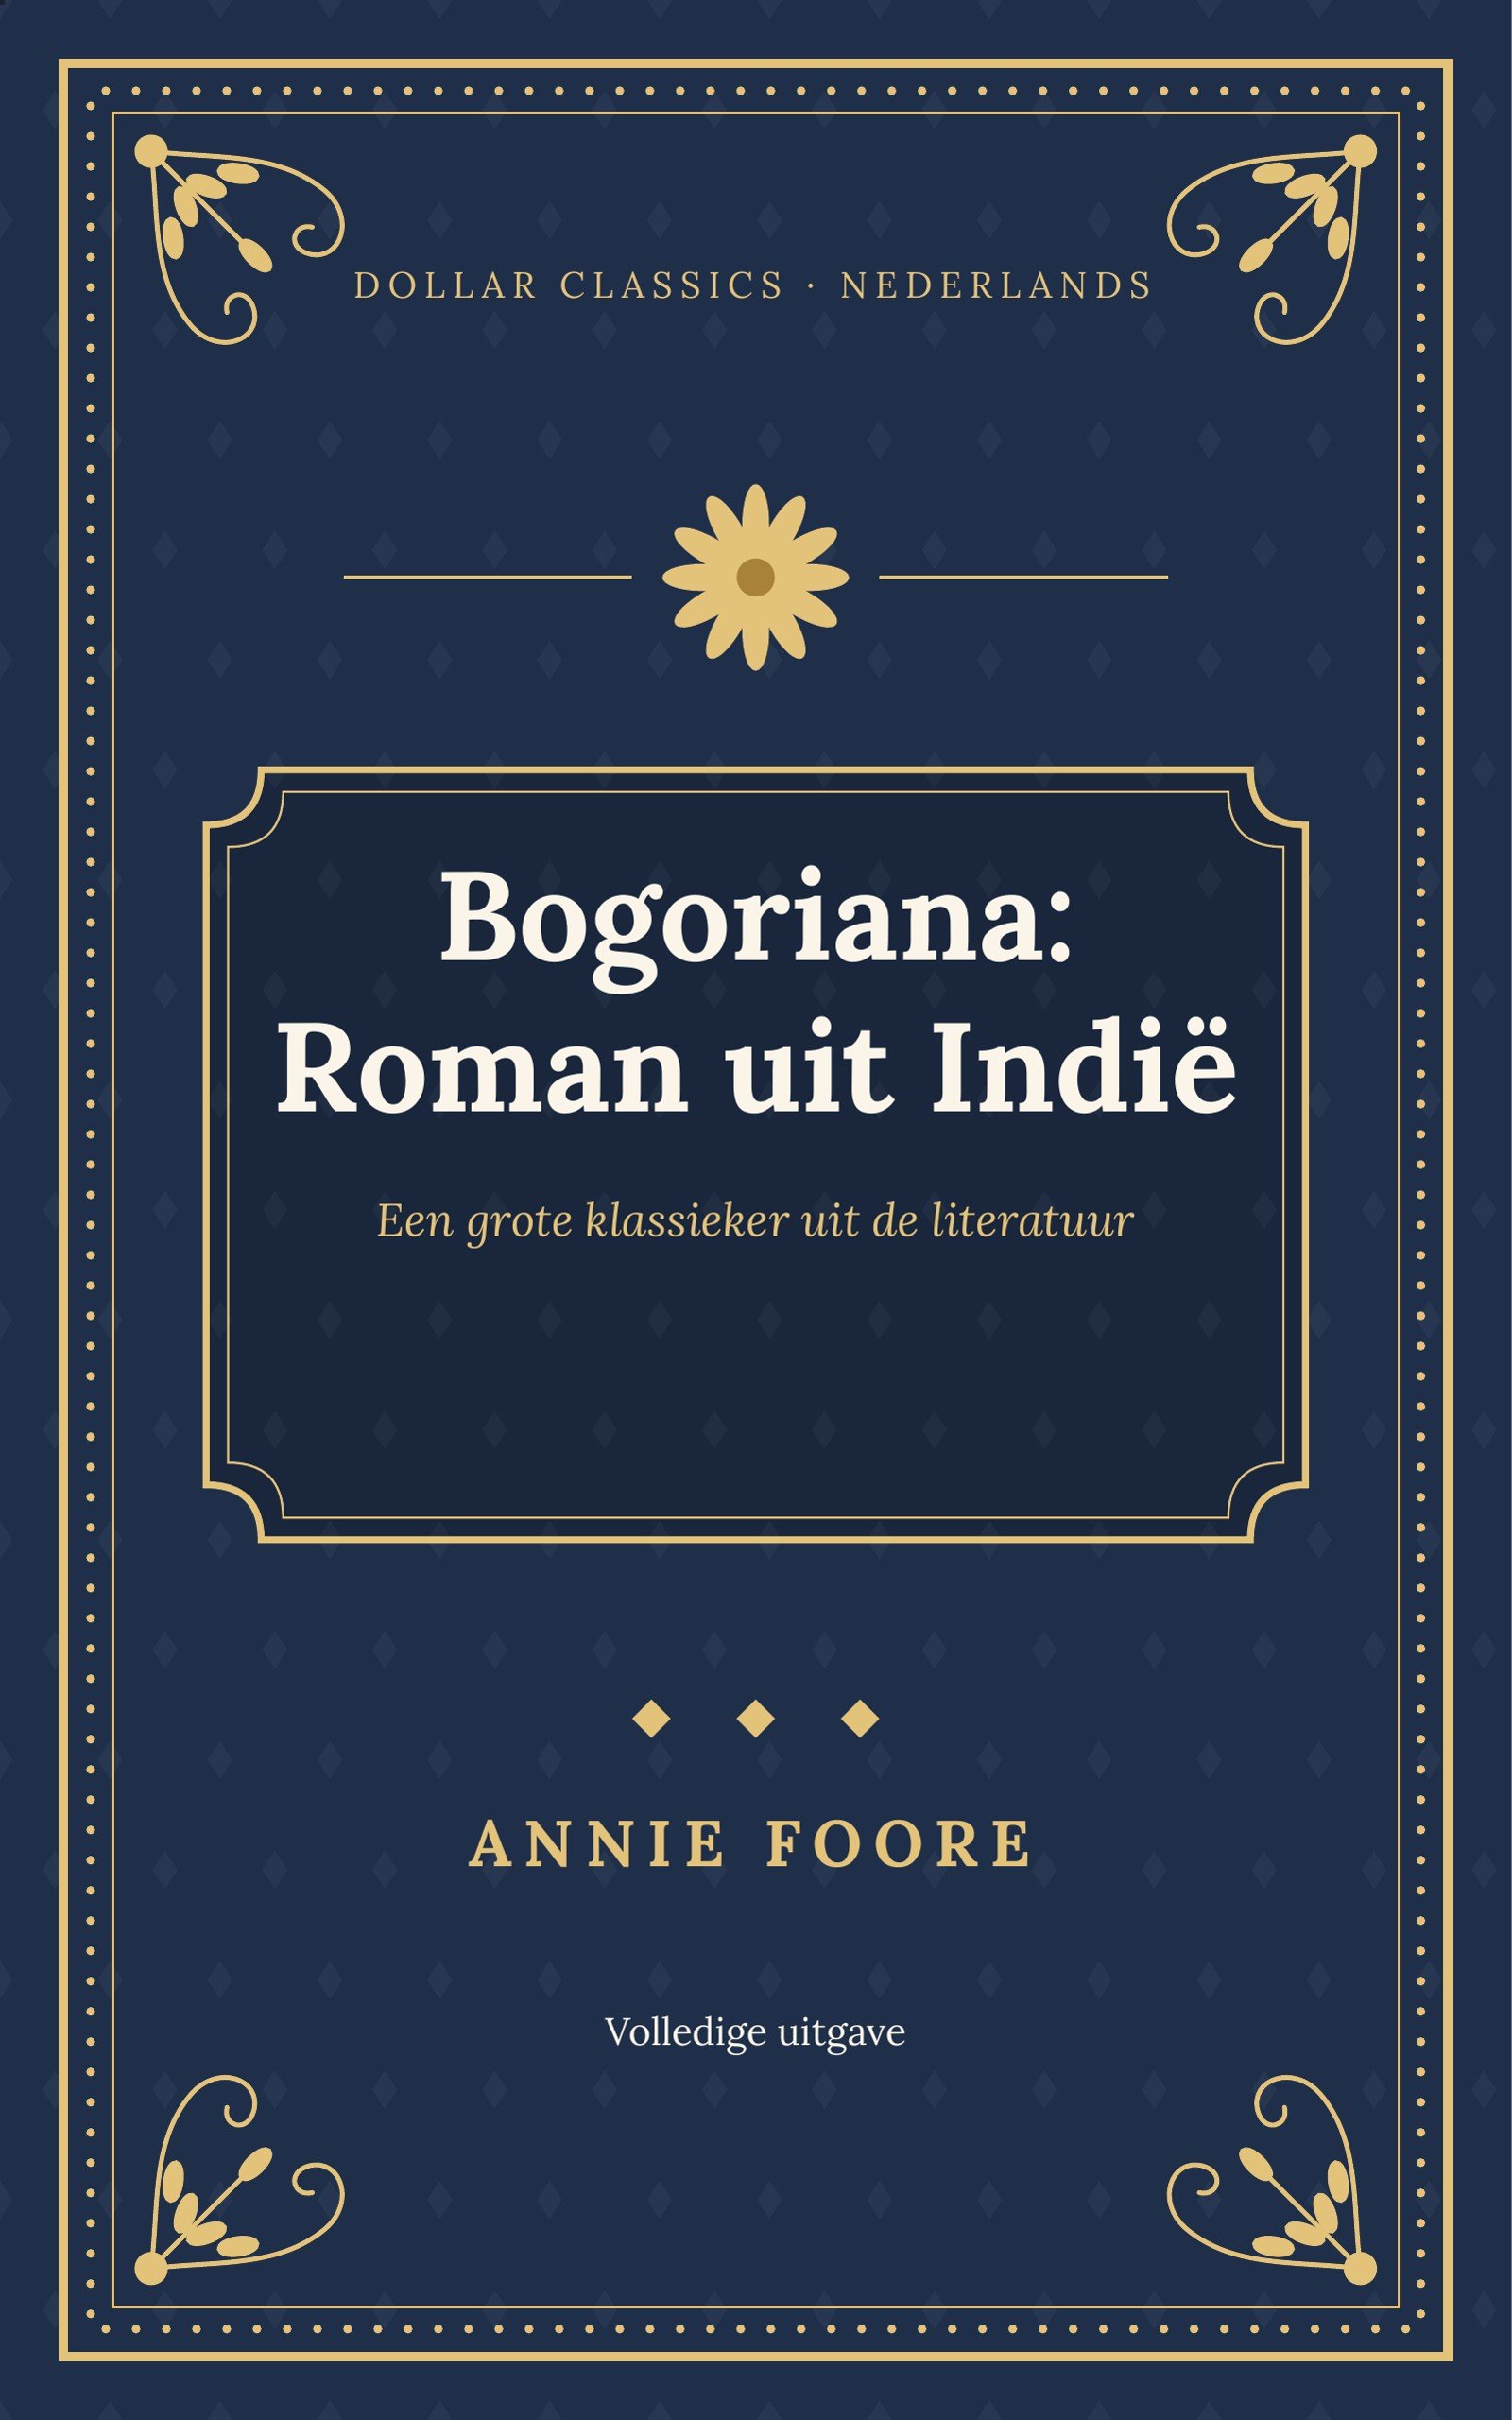 DOLLAR CLASSICS · NEDERLANDS
Bogoriana:
Roman uit Indië
Een grote klassieker uit de literatuur
ANNIE FOORE
Volledige uitgave